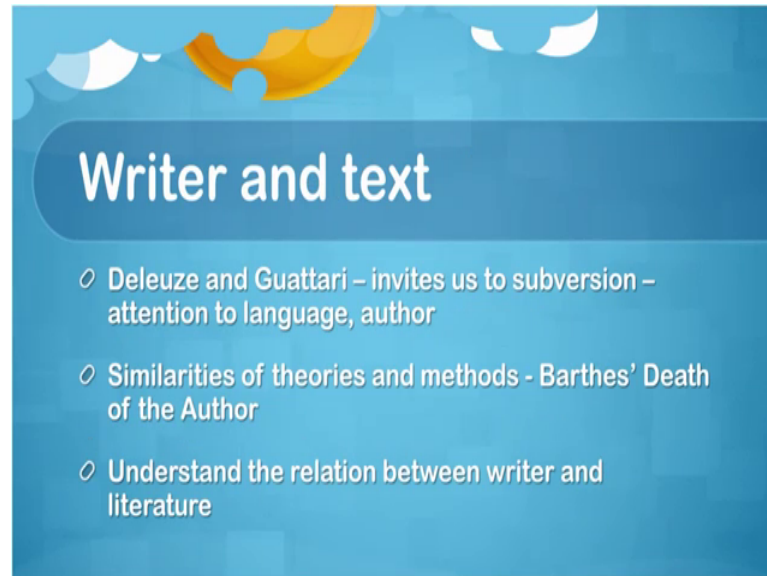 Writer and text
Deleuze and Guattari – invites us to subversion –
attention to language, author
Similarities of theories and methods - Barthes’ Death
of the Author
Understand the relation between writer and
literature